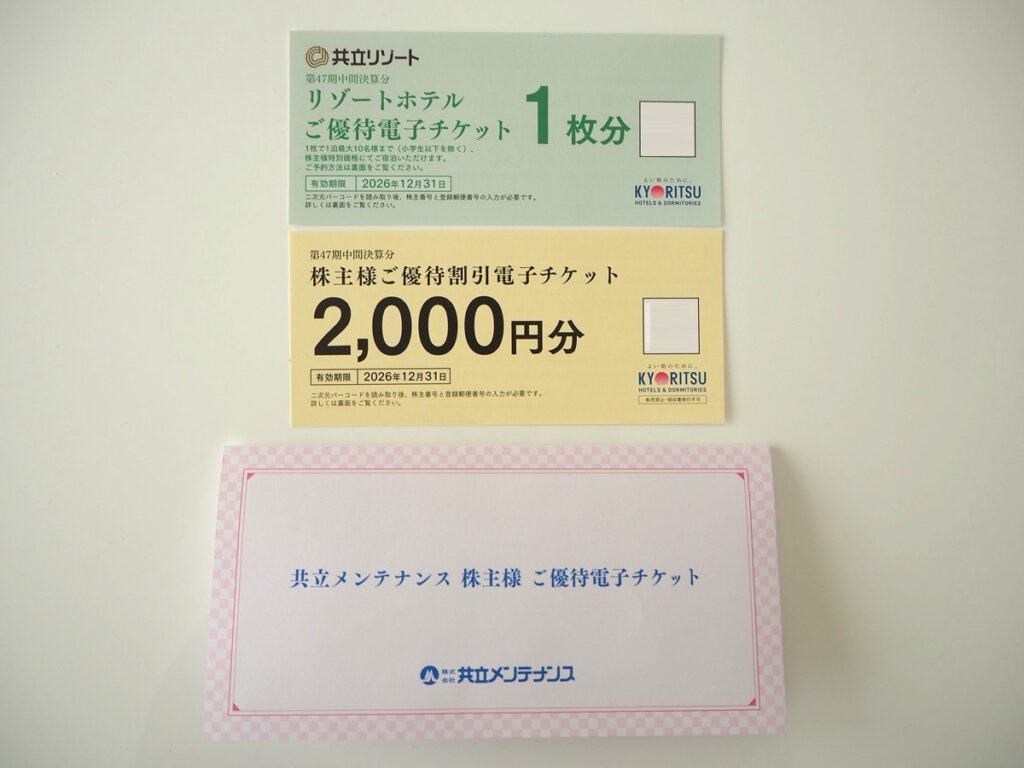 共立リゾート
第47期中間決算分
リゾートホテル
ご優待電子チケット
1枚分
1枚で1泊最大10名様まで（小学生以下を除く）、
株主様特別価格にてご宿泊いただけます。
ご予約方法は裏面をご覧ください。
有効期限 2026年12月31日
二次元バーコードを読み取り後、株主番号と登録郵便番号の入力が必要です。
詳しくは裏面をご覧ください。
よい朝のために。
KYORITSU
HOTELS & DORMITORIES
第47期中間決算分
株主様ご優待割引電子チケット
2,000円分
有効期限 2026年12月31日
二次元バーコードを読み取り後、株主番号と登録郵便番号の入力が必要です。
詳しくは裏面をご覧ください。
よい朝のために。
KYORITSU
HOTELS & DORMITORIES
転売禁止・領収書発行不可
共立メンテナンス 株主様 ご優待電子チケット
株式会社 共立メンテナンス